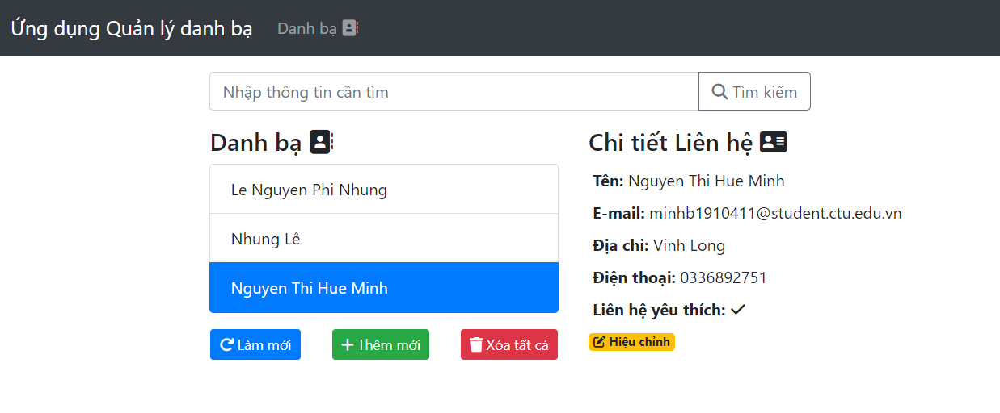 Ứng dụng Quản lý danh bạ Danh bạ
Nhập thông tin cần tìm Tìm kiếm
Danh bạ
Le Nguyen Phi Nhung
Nhung Lê
Nguyen Thi Hue Minh
Làm mới Thêm mới Xóa tất cả
Chi tiết Liên hệ
Tên: Nguyen Thi Hue Minh
E-mail: minhb1910411@student.ctu.edu.vn
Địa chỉ: Vinh Long
Điện thoại: 0336892751
Liên hệ yêu thích:
Hiệu chỉnh